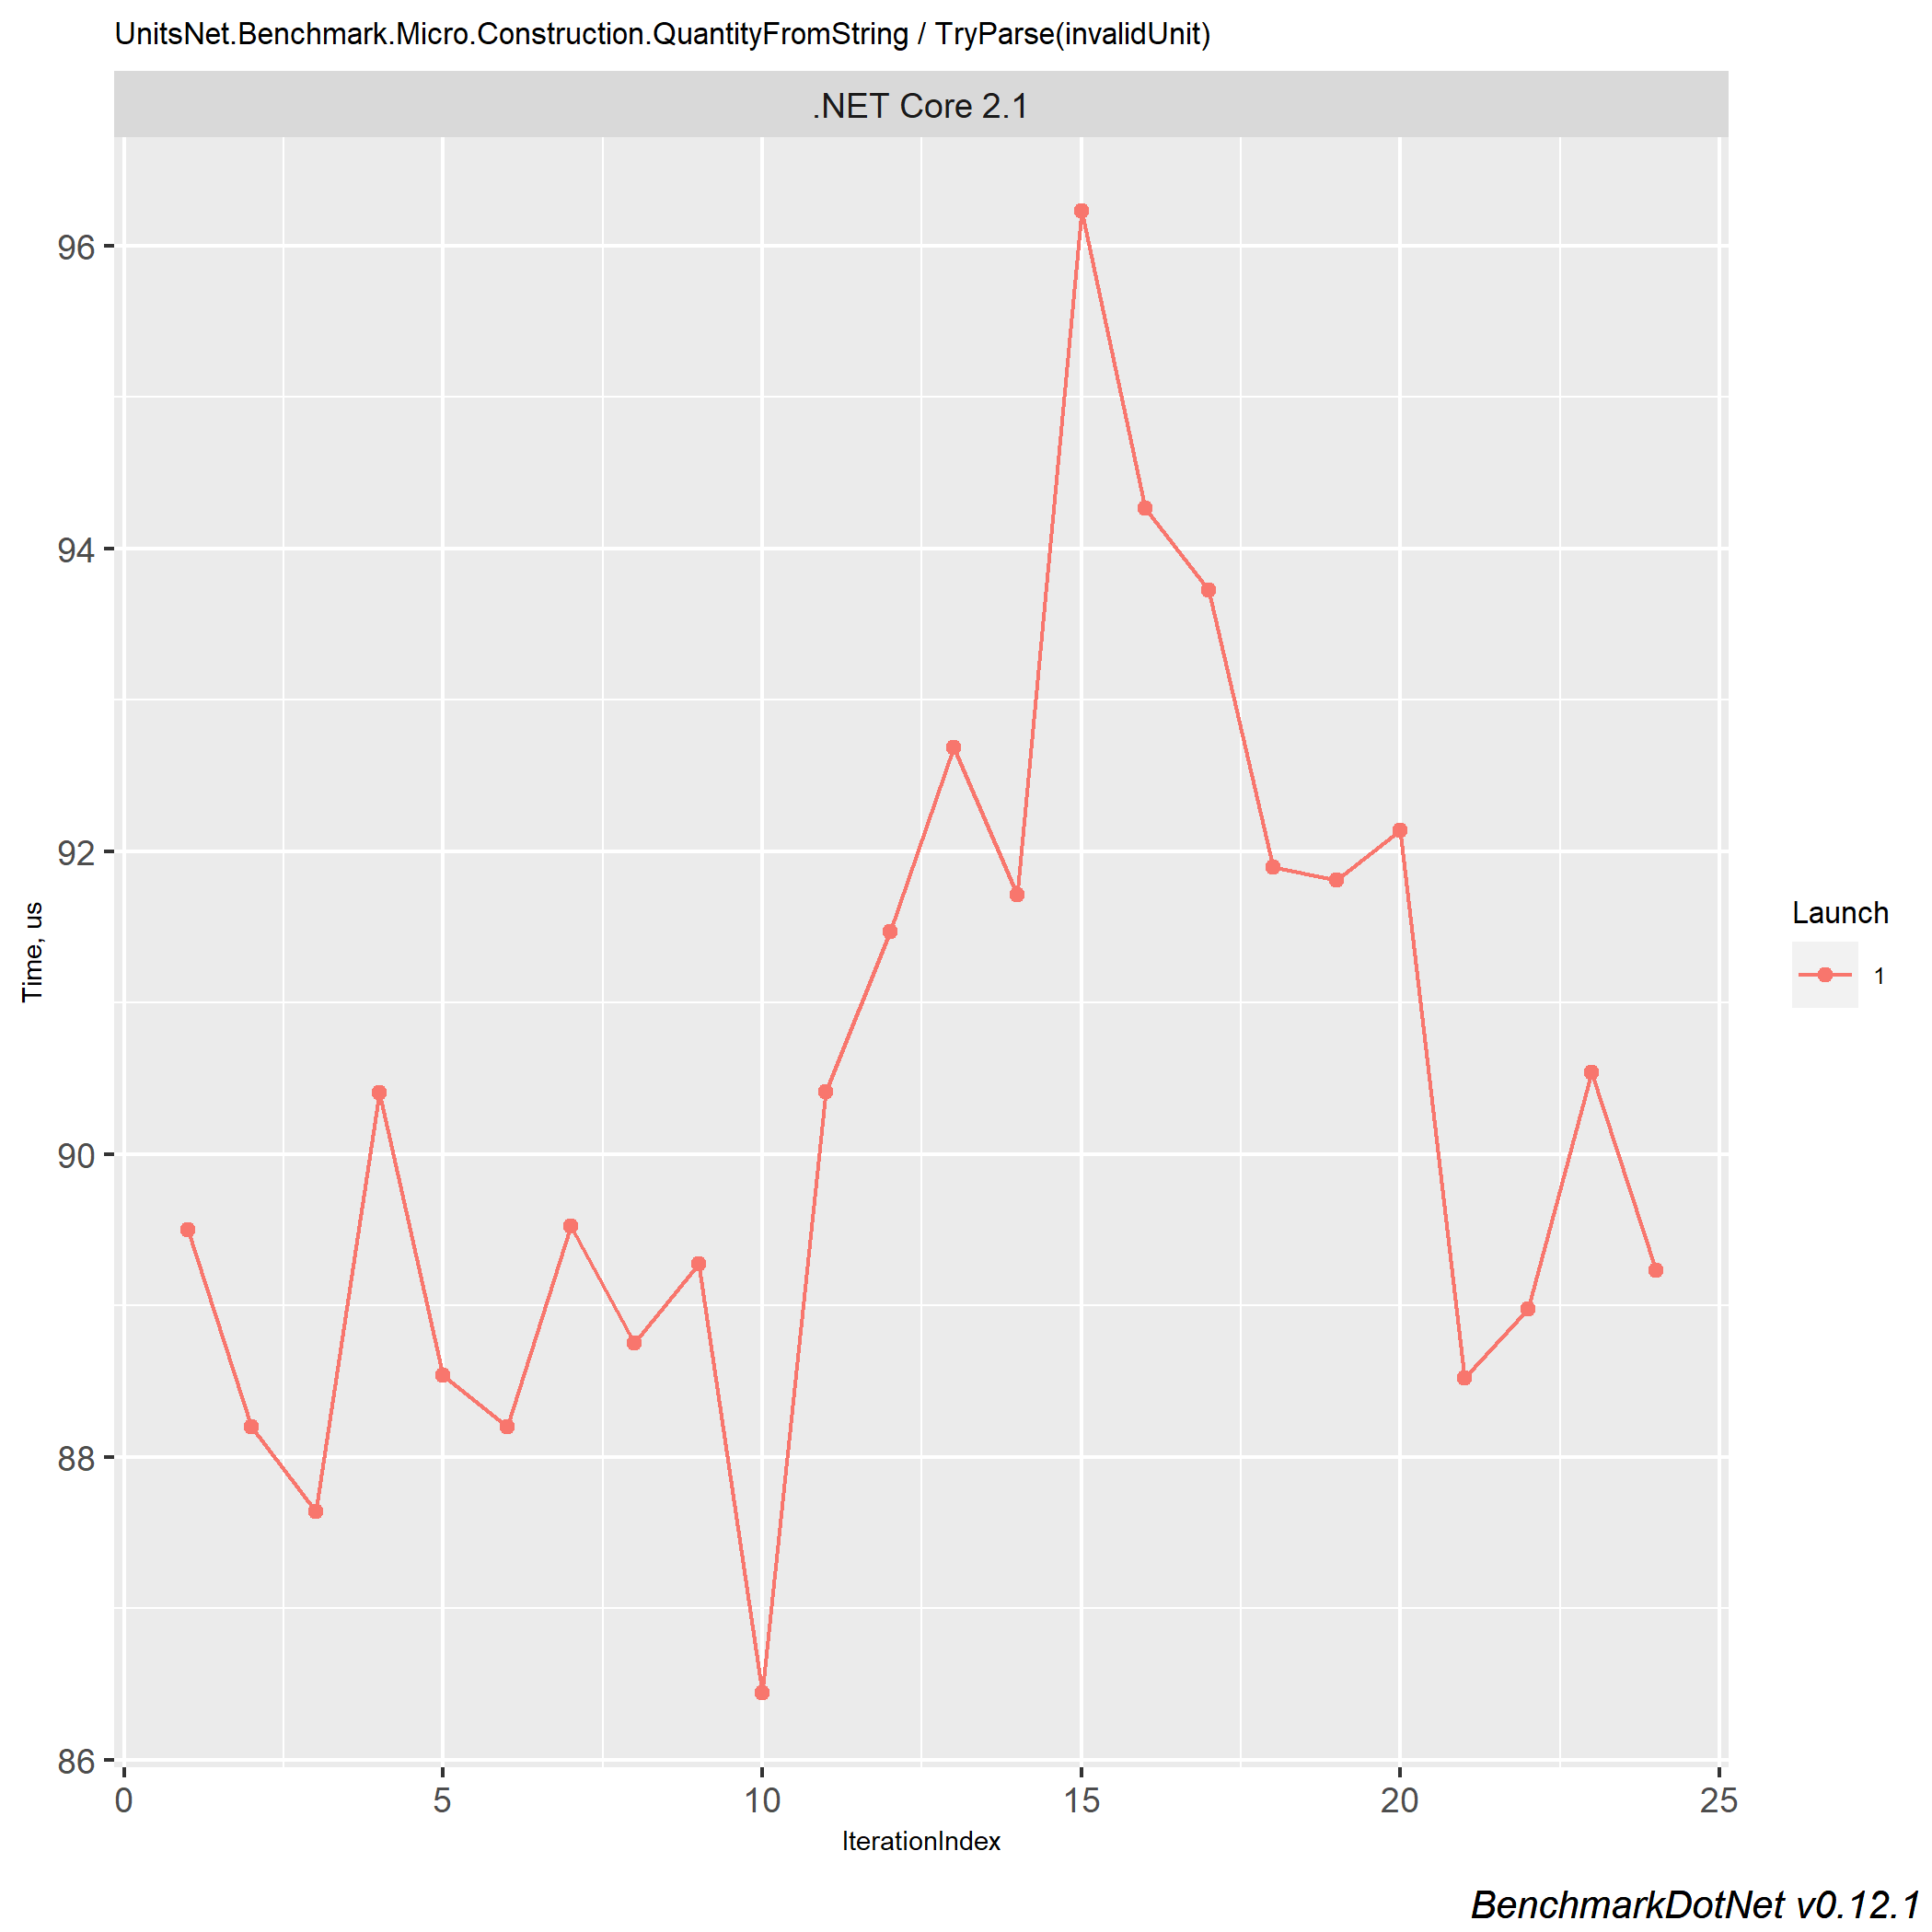 UnitsNet.Benchmark.Micro.Construction.QuantityFromString / TryParse(invalidUnit)
.NET Core 2.1
96
94
92
90
88
86
Time, us
0 5 10 15 20 25
IterationIndex
Launch
1
BenchmarkDotNet v0.12.1